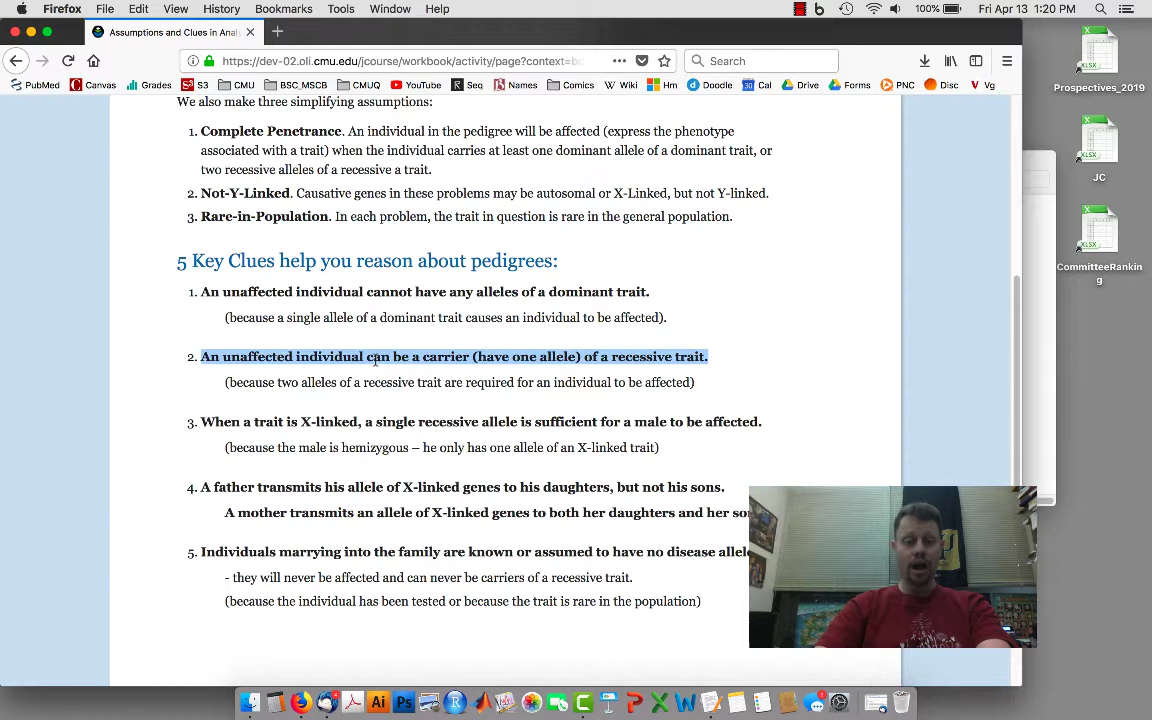 Firefox File Edit View History Bookmarks Tools Window Help 100% Fri Apr 13 1:20 PM
Assumptions and Clues in Anal
https://dev-02.oli.cmu.edu/jcourse/workbook/activity/page?context=bd Search
PubMed Canvas Grades S3 CMU BSC_MSCB CMUQ YouTube Seq Names Comics Wiki Hm Doodle Cal Drive Forms PNC Disc Vg
We also make three simplifying assumptions:
1. Complete Penetrance. An individual in the pedigree will be affected (express the phenotype
associated with a trait) when the individual carries at least one dominant allele of a dominant trait, or
two recessive alleles of a recessive a trait.
2. Not-Y-Linked. Causative genes in these problems may be autosomal or X-Linked, but not Y-linked.
3. Rare-in-Population. In each problem, the trait in question is rare in the general population.
5 Key Clues help you reason about pedigrees:
1. An unaffected individual cannot have any alleles of a dominant trait.
(because a single allele of a dominant trait causes an individual to be affected).
2. An unaffected individual can be a carrier (have one allele) of a recessive trait.
(because two alleles of a recessive trait are required for an individual to be affected)
3. When a trait is X-linked, a single recessive allele is sufficient for a male to be affected.
(because the male is hemizygous – he only has one allele of an X-linked trait)
4. A father transmits his allele of X-linked genes to his daughters, but not his sons.
A mother transmits an allele of X-linked genes to both her daughters and her so
5. Individuals marrying into the family are known or assumed to have no disease allel
- they will never be affected and can never be carriers of a recessive trait.
(because the individual has been tested or because the trait is rare in the population)
XLSX
Prospectives_2019
XLSX
JC
XLSX
CommitteeRankin
g